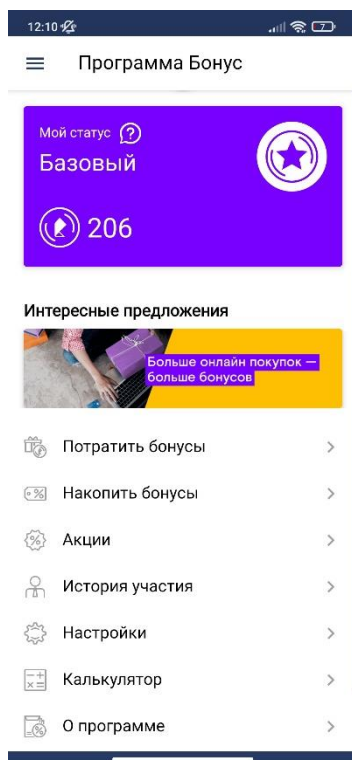 12:10
7
Программа Бонус
Мой статус ?
Базовый
206
Интересные предложения
Больше онлайн покупок —
больше бонусов
Потратить бонусы
Накопить бонусы
Акции
История участия
Настройки
Калькулятор
О программе